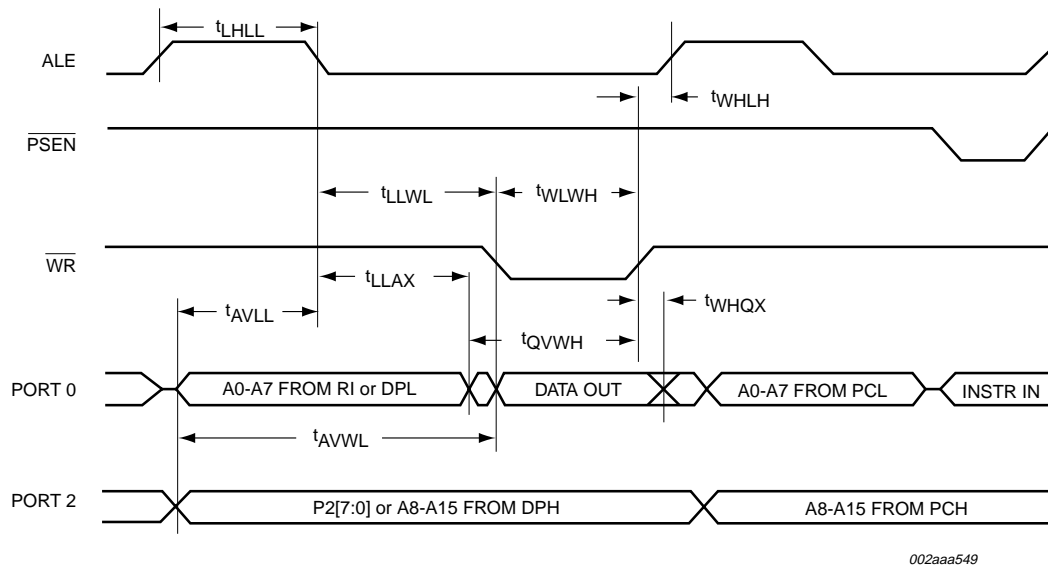 tLHLL
ALE
tWHLH
PSEN
tLLWL
tWLWH
WR
tLLAX
tWHQX
tAVLL
tQVWH
PORT 0
A0-A7 FROM RI or DPL
DATA OUT
A0-A7 FROM PCL
INSTR IN
tAVWL
PORT 2
P2[7:0] or A8-A15 FROM DPH
A8-A15 FROM PCH
002aaa549